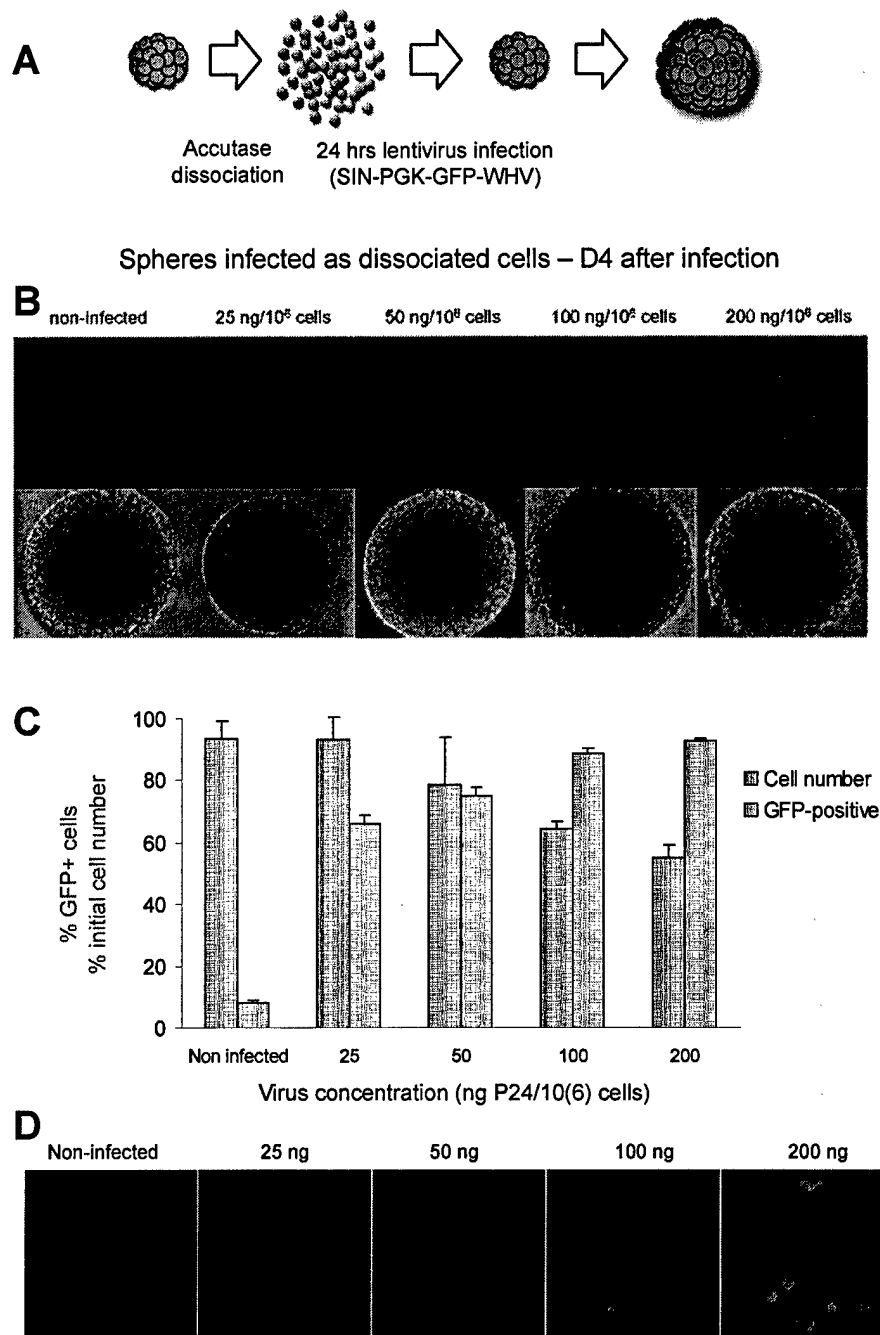 A
Accutase dissociation
24 hrs lentivirus infection
(SIN-PGK-GFP-WHV)
Spheres infected as dissociated cells – D4 after infection
B
non-infected
25 ng/10⁶ cells
50 ng/10⁶ cells
100 ng/10⁶ cells
200 ng/10⁶ cells
C
% GFP+ cells
% initial cell number
100
80
60
40
20
0
Cell number
GFP-positive
Non infected
25
50
100
200
Virus concentration (ng P24/10(6) cells)
D
Non-infected
25 ng
50 ng
100 ng
200 ng